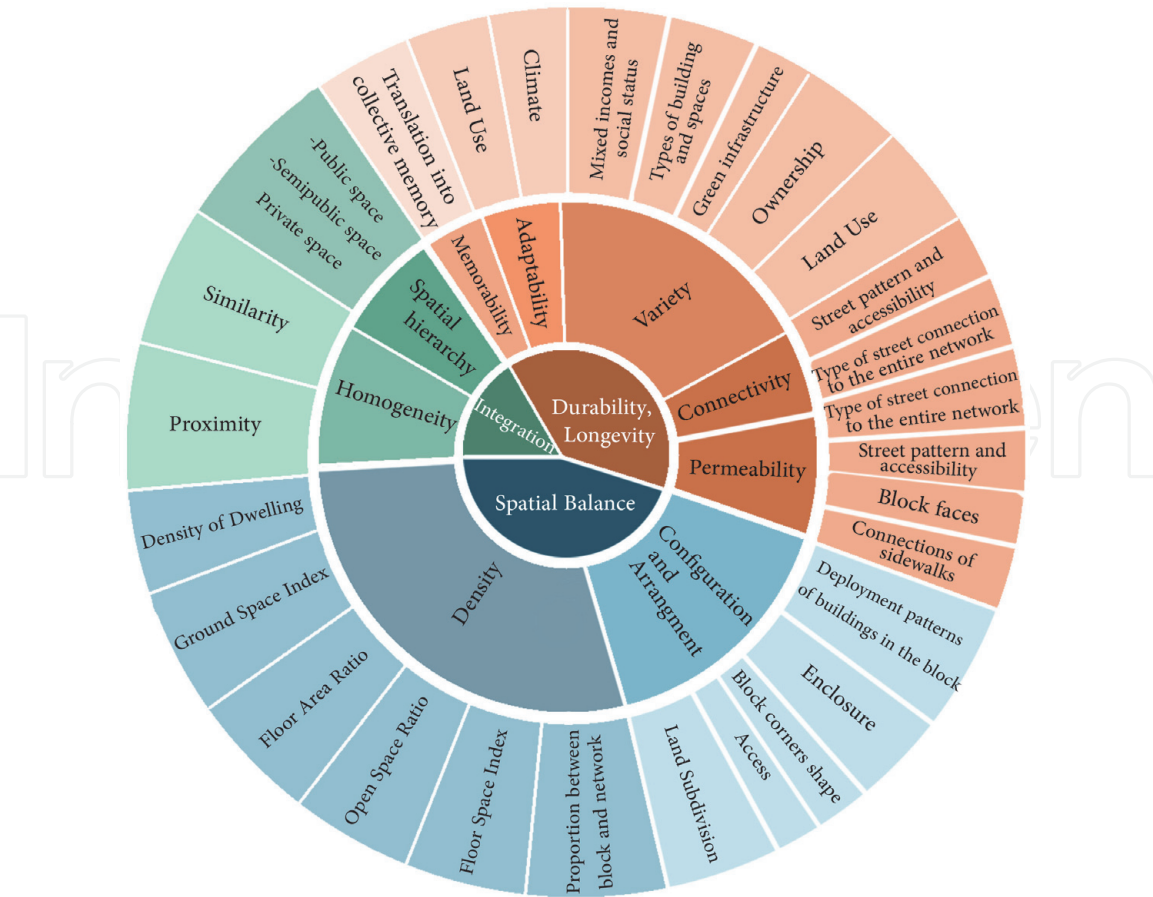 Durability,
Longevity
Integration
Spatial Balance
Memorability
Adaptability
Variety
Connectivity
Permeability
Configuration
and
Arrangment
Density
Homogeneity
Spatial
hierarchy
Translation into
collective memory
Land Use
Climate
Mixed incomes and
social status
Types of building
and spaces
Green infrastructure
Ownership
Land Use
Street pattern and
accessibility
Type of street connection
to the entire network
Type of street connection
to the entire network
Street pattern and
accessibility
Block faces
Connections of
sidewalks
Deployment patterns
of buildings in the block
Enclosure
Block corners shape
Access
Land Subdivision
Proportion between
block and network
Floor Space Index
Open Space Ratio
Floor Area Ratio
Ground Space Index
Density of Dwelling
Proximity
Similarity
-Public space
-Semipublic space
Private space